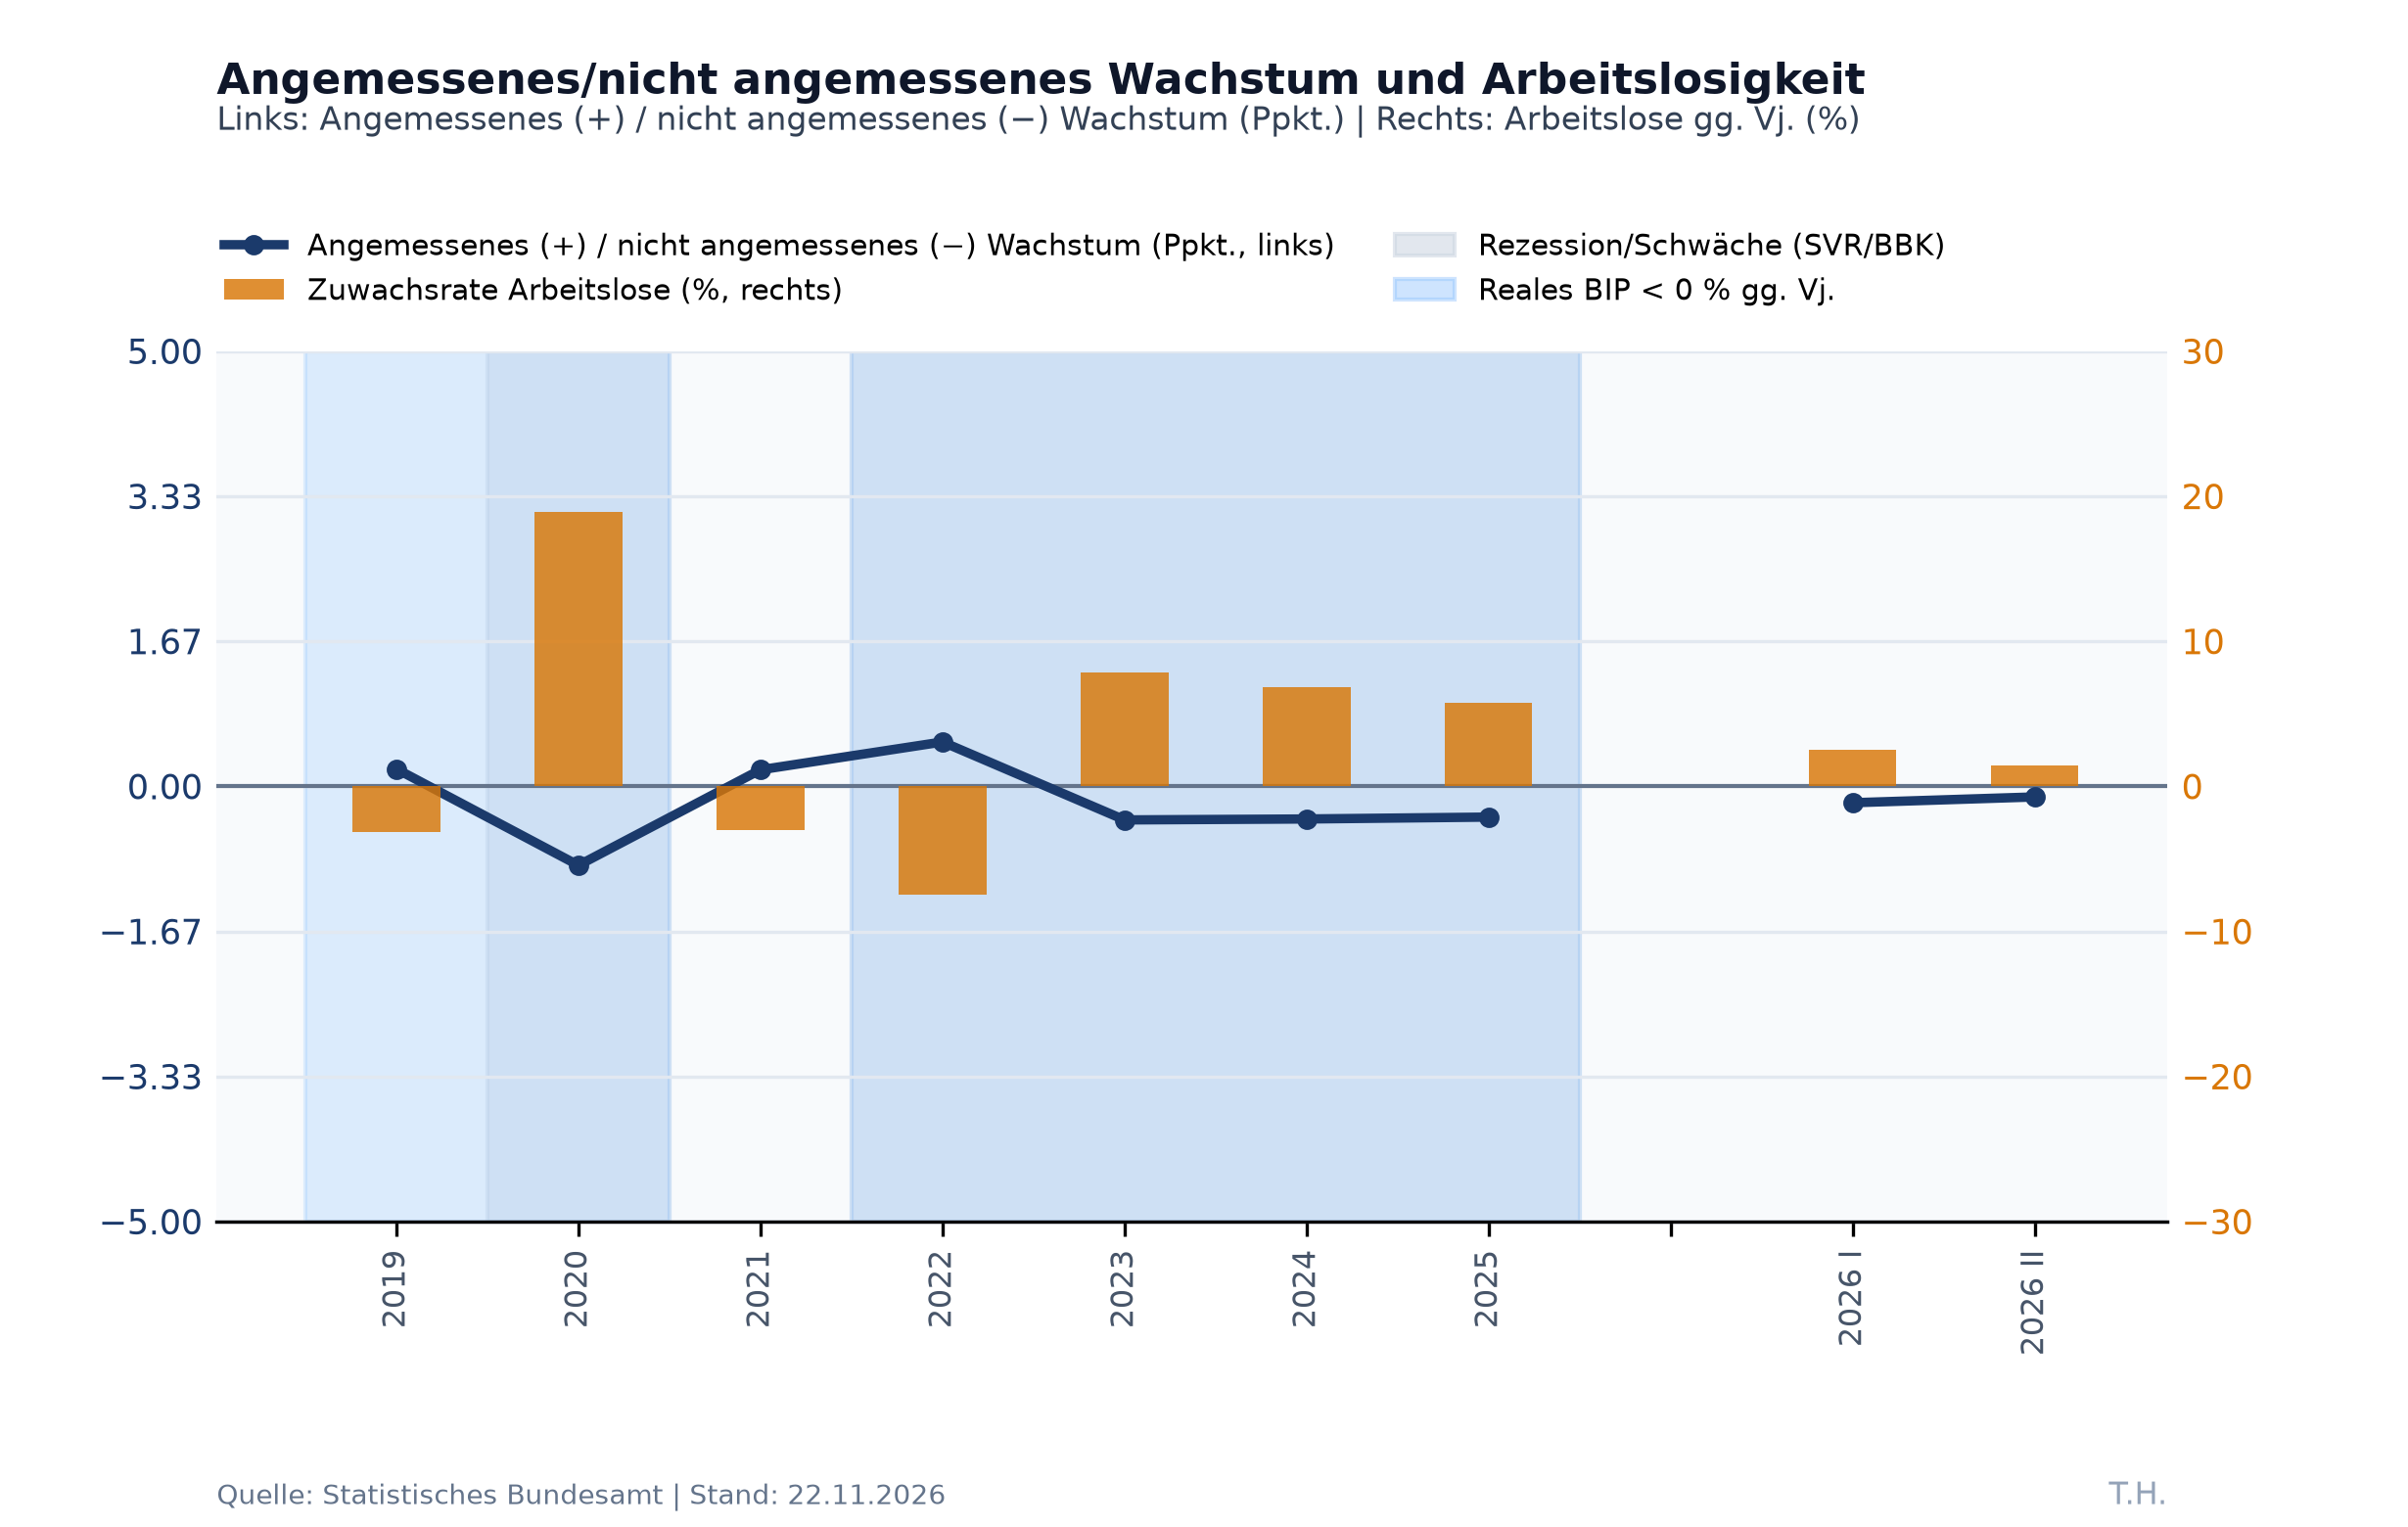 Angemessenes/nicht angemessenes Wachstum und Arbeitslosigkeit
Links: Angemessenes (+) / nicht angemessenes (−) Wachstum (Ppkt.) | Rechts: Arbeitslose gg. Vj. (%)
Angemessenes (+) / nicht angemessenes (−) Wachstum (Ppkt., links)
Zuwachsrate Arbeitslose (%, rechts)
Rezession/Schwäche (SVR/BBK)
Reales BIP < 0 % gg. Vj.
5.00
3.33
1.67
0.00
−1.67
−3.33
−5.00
30
20
10
0
−10
−20
−30
2019
2020
2021
2022
2023
2024
2025
2026 I
2026 II
Quelle: Statistisches Bundesamt | Stand: 22.11.2026
T.H.